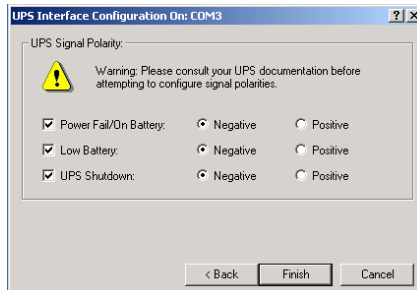 UPS Interface Configuration On: COM3
UPS Signal Polarity:
Warning: Please consult your UPS documentation before
attempting to configure signal polarities.
Power Fail/On Battery: Negative Positive
Low Battery: Negative Positive
UPS Shutdown: Negative Positive
< Back Finish Cancel